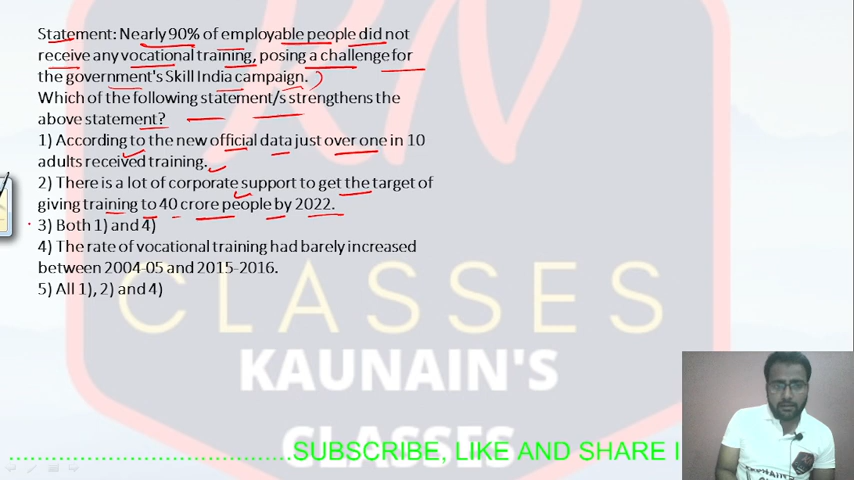 Statement: Nearly 90% of employable people did not
receive any vocational training, posing a challenge for
the government's Skill India campaign.
Which of the following statement/s strengthens the
above statement?
1) According to the new official data just over one in 10
adults received training.
2) There is a lot of corporate support to get the target of
giving training to 40 crore people by 2022.
3) Both 1) and 4)
4) The rate of vocational training had barely increased
between 2004-05 and 2015-2016.
5) All 1), 2) and 4)
CLASSES
KAUNAIN'S
CLASSES
SUBSCRIBE, LIKE AND SHARE